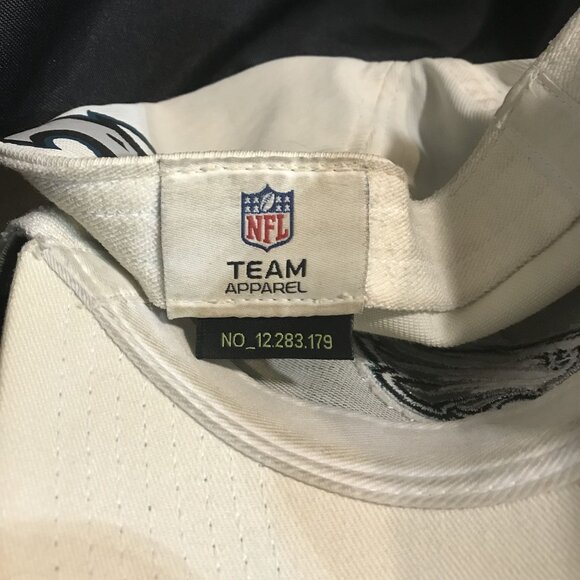 NFL
TEAM
APPAREL
NO_12.283.179